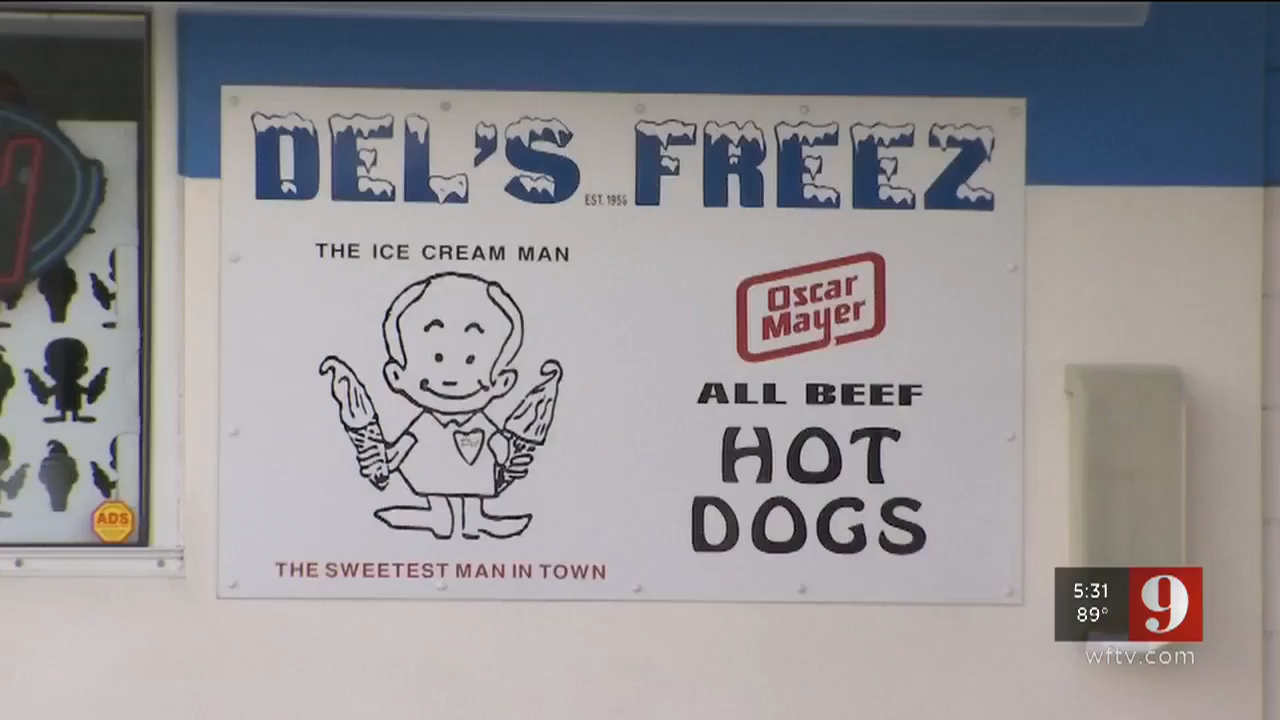 DEL'S FREEZ
EST. 1956
THE ICE CREAM MAN
THE SWEETEST MAN IN TOWN
Oscar
Mayer
ALL BEEF
HOT
DOGS
ADS
5:31
89°
9
wftv.com